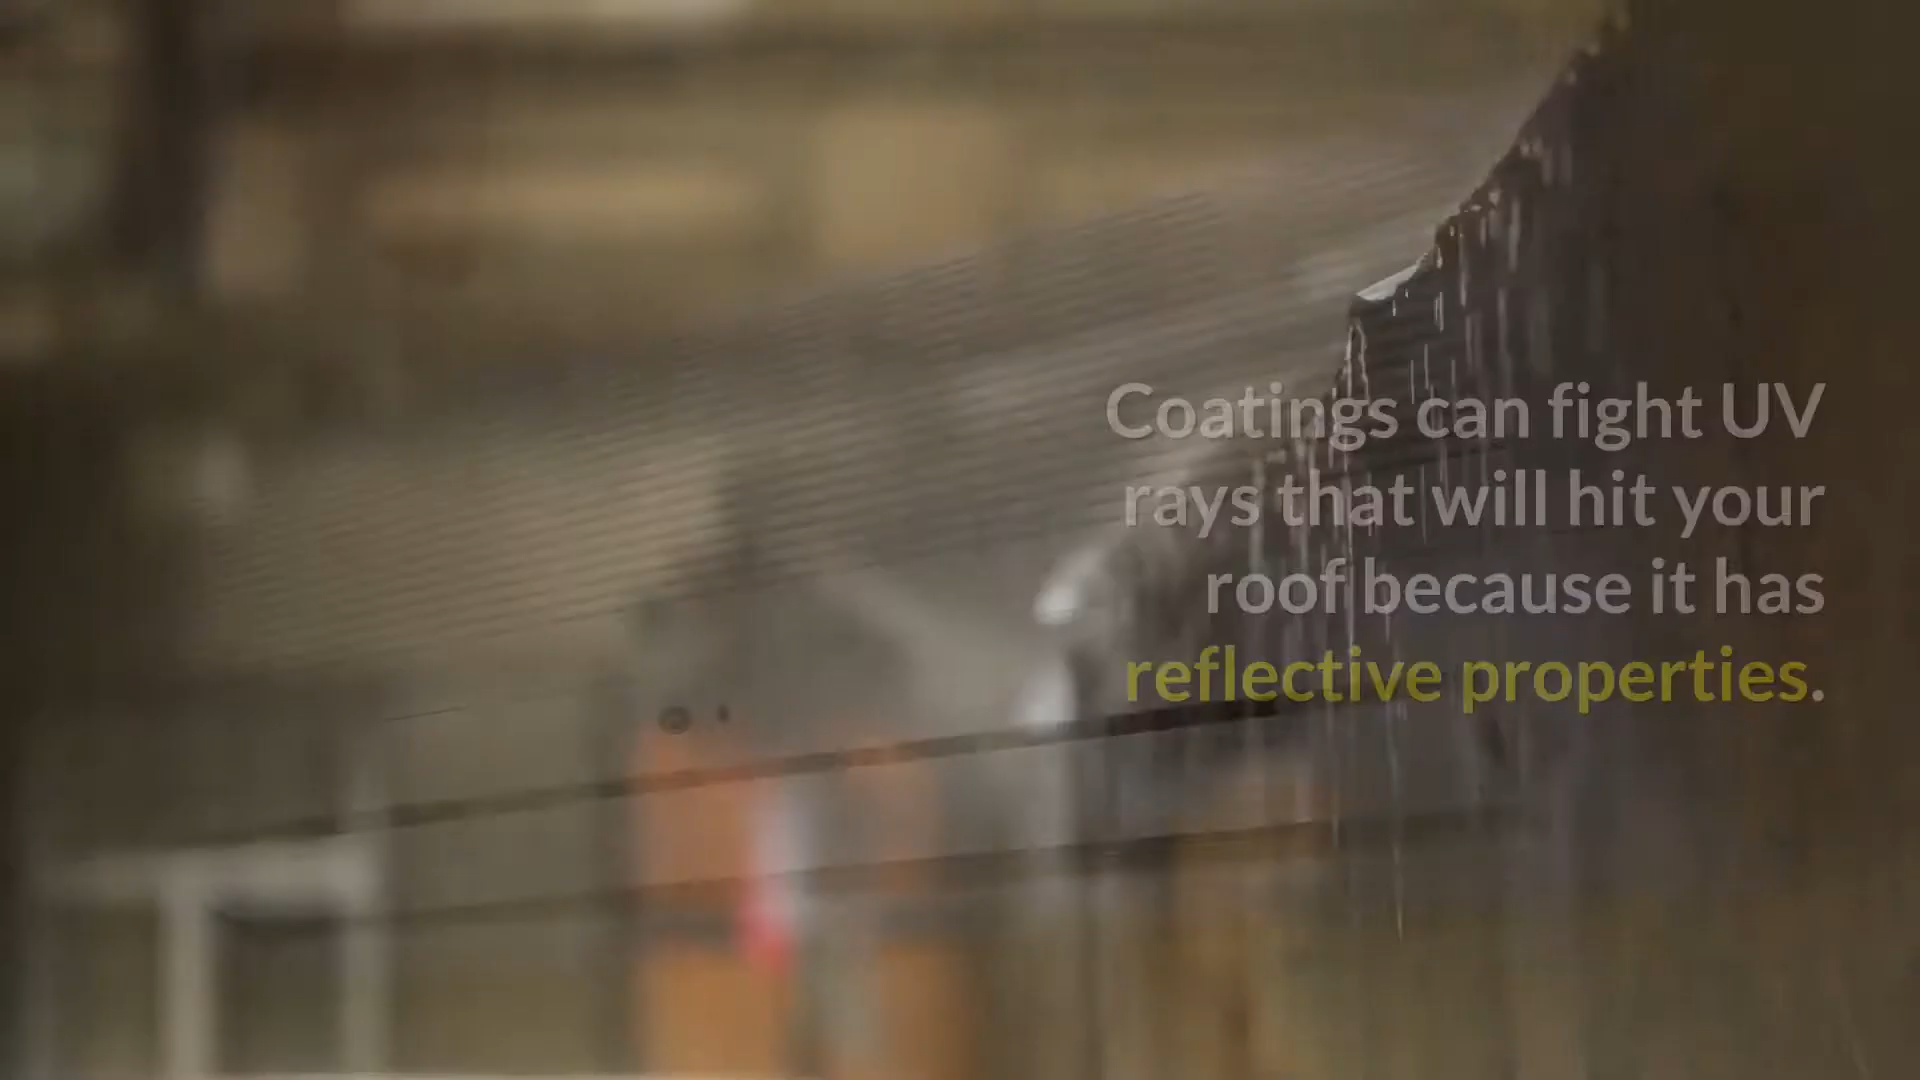 Coatings can fight UV
rays that will hit your
roof because it has
reflective properties.